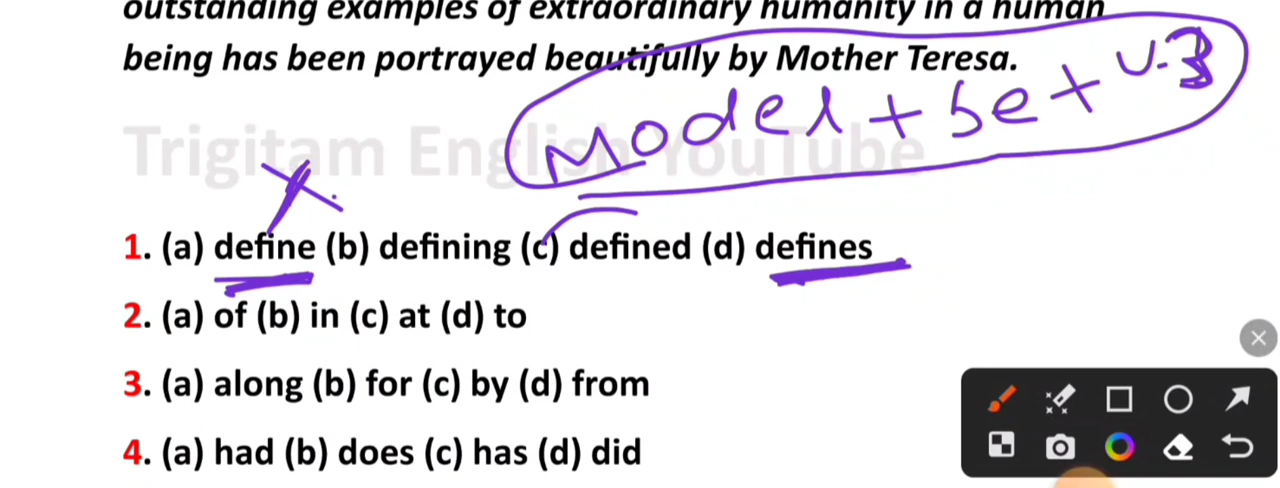 outstanding examples of extraordinary humanity in a human
being has been portrayed beautifully by Mother Teresa.
Model + be + v.3
Trigitam English YouTube
1. (a) define (b) defining (c) defined (d) defines
2. (a) of (b) in (c) at (d) to
3. (a) along (b) for (c) by (d) from
4. (a) had (b) does (c) has (d) did